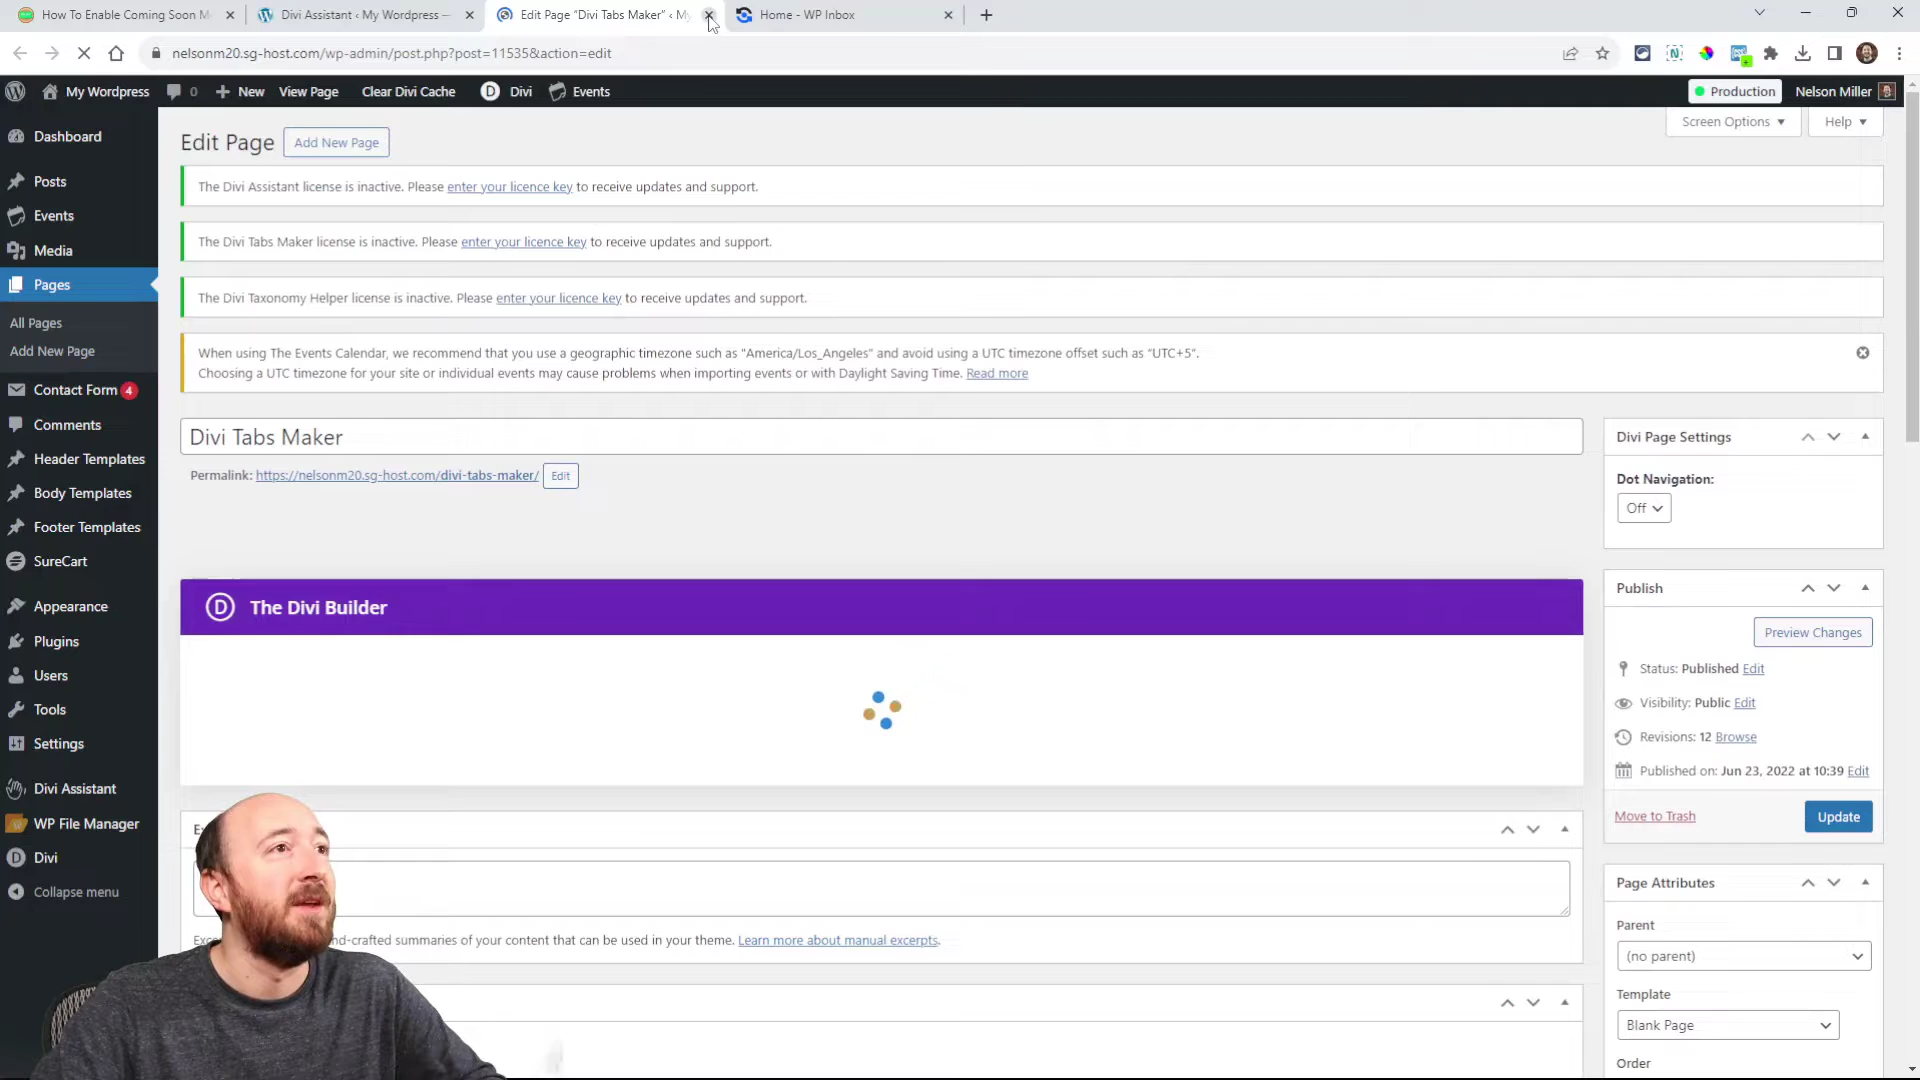 How To Enable Coming Soon M
Divi Assistant ‹ My Wordpress —
Edit Page "Divi Tabs Maker" ‹ My
Home - WP Inbox
nelsonm20.sg-host.com/wp-admin/post.php?post=11535&action=edit
My Wordpress
0
New
View Page
Clear Divi Cache
Divi
Events
Production
Nelson Miller
Dashboard
Posts
Events
Media
Pages
All Pages
Add New Page
Contact Form 4
Comments
Header Templates
Body Templates
Footer Templates
SureCart
Appearance
Plugins
Users
Tools
Settings
Divi Assistant
WP File Manager
Divi
Collapse menu
Screen Options
Help
Edit Page
Add New Page
The Divi Assistant license is inactive. Please enter your licence key to receive updates and support.
The Divi Tabs Maker license is inactive. Please enter your licence key to receive updates and support.
The Divi Taxonomy Helper license is inactive. Please enter your licence key to receive updates and support.
When using The Events Calendar, we recommend that you use a geographic timezone such as "America/Los_Angeles" and avoid using a UTC timezone offset such as "UTC+5".
Choosing a UTC timezone for your site or individual events may cause problems when importing events or with Daylight Saving Time. Read more
Divi Tabs Maker
Permalink: https://nelsonm20.sg-host.com/divi-tabs-maker/ Edit
The Divi Builder
nd-crafted summaries of your content that can be used in your theme. Learn more about manual excerpts.
Divi Page Settings
Dot Navigation:
Off
Publish
Preview Changes
Status: Published Edit
Visibility: Public Edit
Revisions: 12 Browse
Published on: Jun 23, 2022 at 10:39 Edit
Move to Trash
Update
Page Attributes
Parent
(no parent)
Template
Blank Page
Order